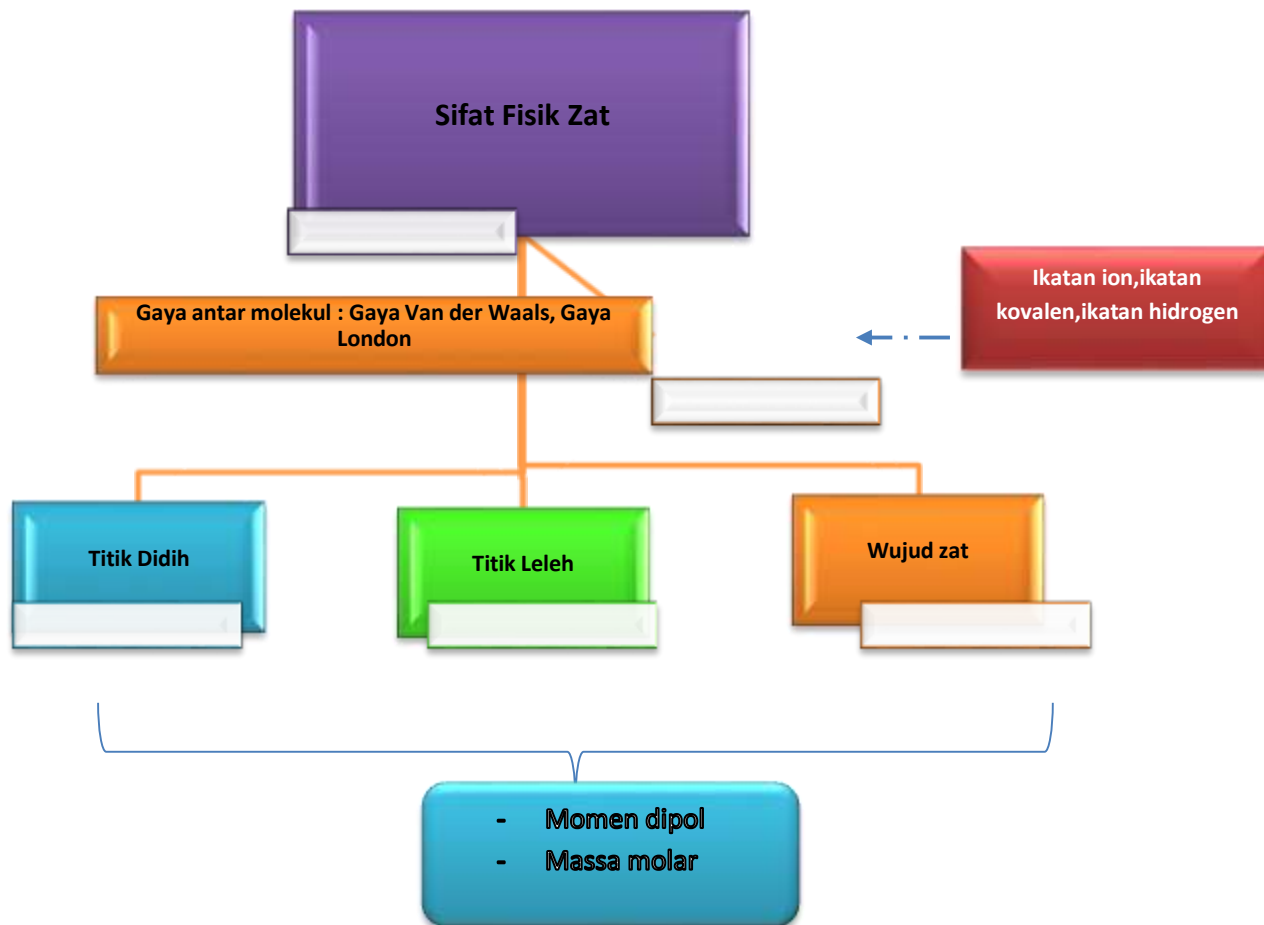 Sifat Fisik Zat
Gaya antar molekul : Gaya Van der Waals, Gaya
London
Ikatan ion,ikatan
kovalen,ikatan hidrogen
Titik Didih
Titik Leleh
Wujud zat
- Momen dipol
- Massa molar